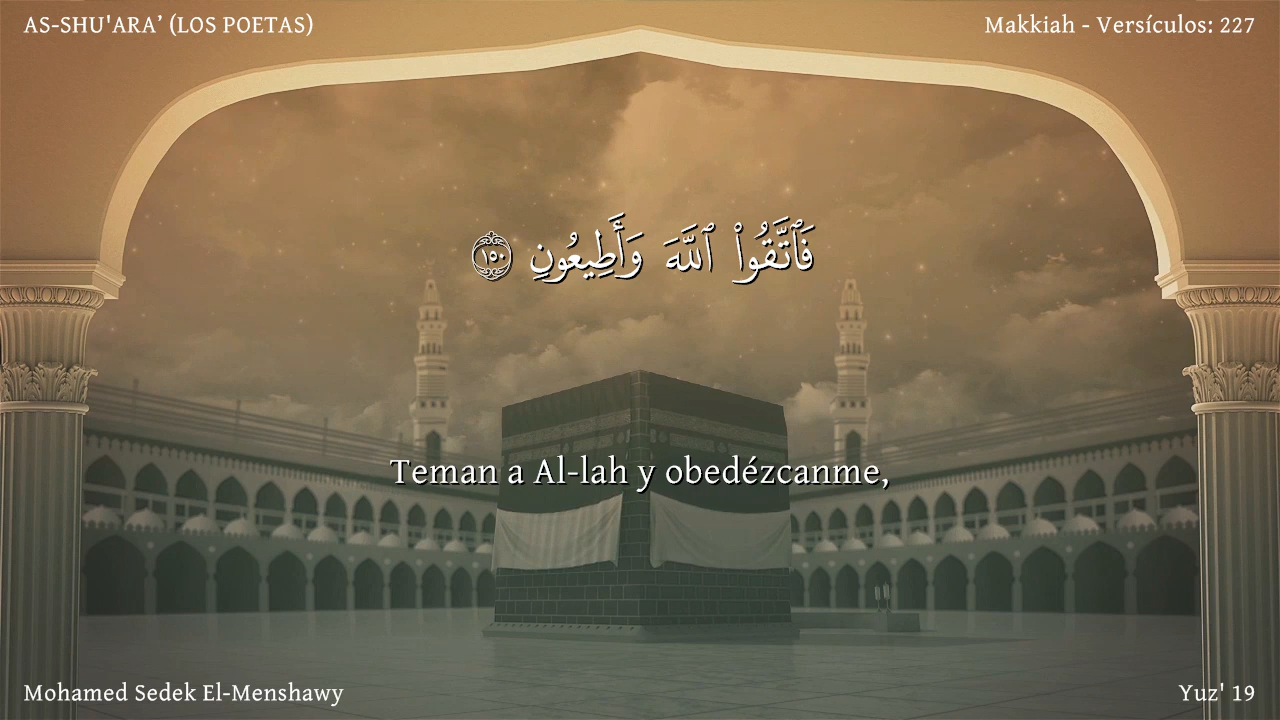 AS-SHU'ARA’ (LOS POETAS)
Makkiah - Versículos: 227
فَٱتَّقُوا۟ ٱللَّهَ وَأَطِيعُونِ ١٥٠
Teman a Al-lah y obedézcanme,
Mohamed Sedek El-Menshawy
Yuz' 19